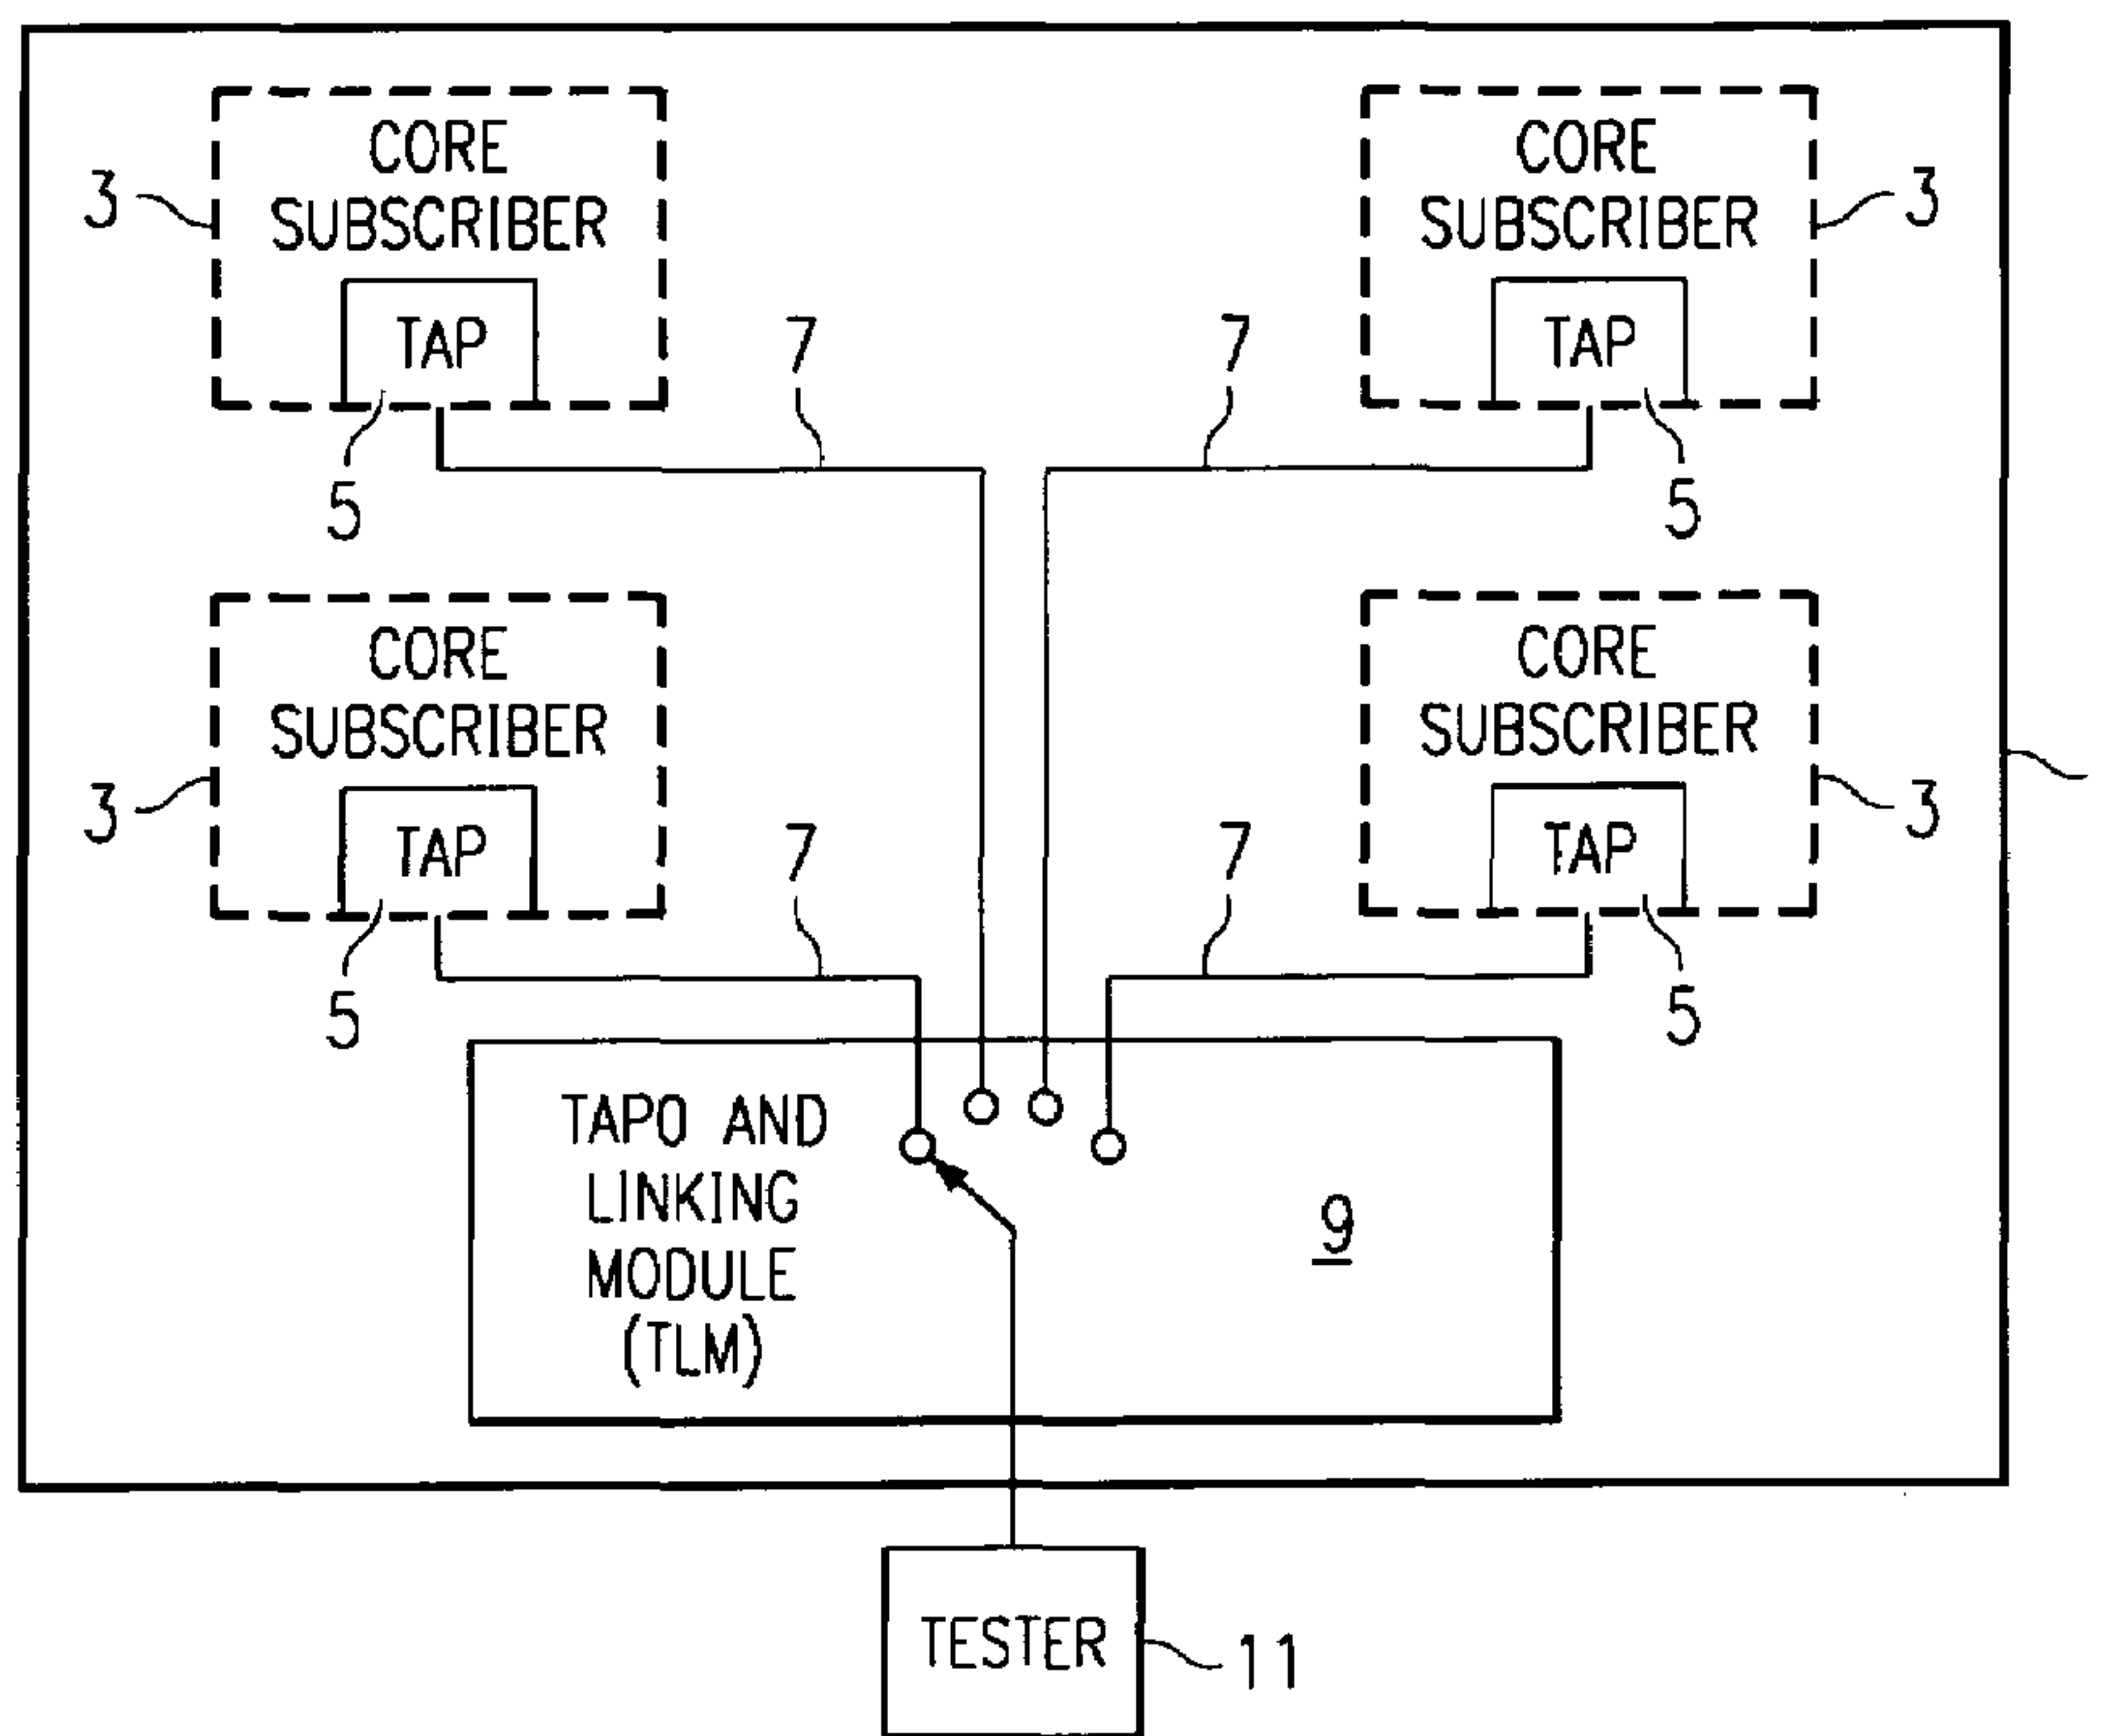 CORE
SUBSCRIBER
TAP
3
5
7
CORE
SUBSCRIBER
TAP
3
5
7
CORE
SUBSCRIBER
TAP
3
5
7
CORE
SUBSCRIBER
TAP
3
5
7
TAPO AND
LINKING
MODULE
(TLM)
9
TESTER
11